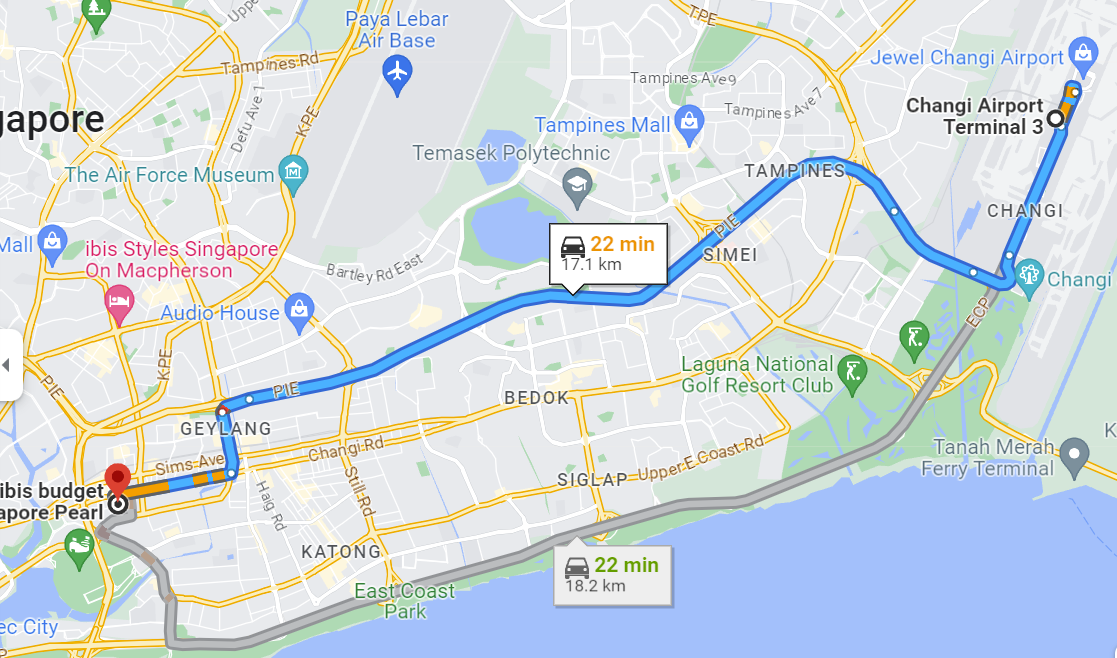 Upper
Paya Lebar
Air Base
TPE
Jewel Changi Airport
Tampines Rd
Tampines Ave 9
Changi Airport
Terminal 3
gapore
Defu Ave 1
KPE
Tampines Ave 7
Tampines Mall
Temasek Polytechnic
The Air Force Museum
TAMPINES
CHANGI
Mall
ibis Styles Singapore
On Macpherson
PIE
22 min
17.1 km
SIMEI
Bartley Rd East
Changi
Audio House
ECP
KPE
Laguna National
Golf Resort Club
PIE
PIE
BEDOK
GEYLANG
Changi Rd
Sims Ave
Upper E Coast Rd
Tanah Merah
Ferry Terminal
K
Still Rd
SIGLAP
ibis budget
apore Pearl
Haig Rd
KATONG
22 min
18.2 km
East Coast
Park
ec City